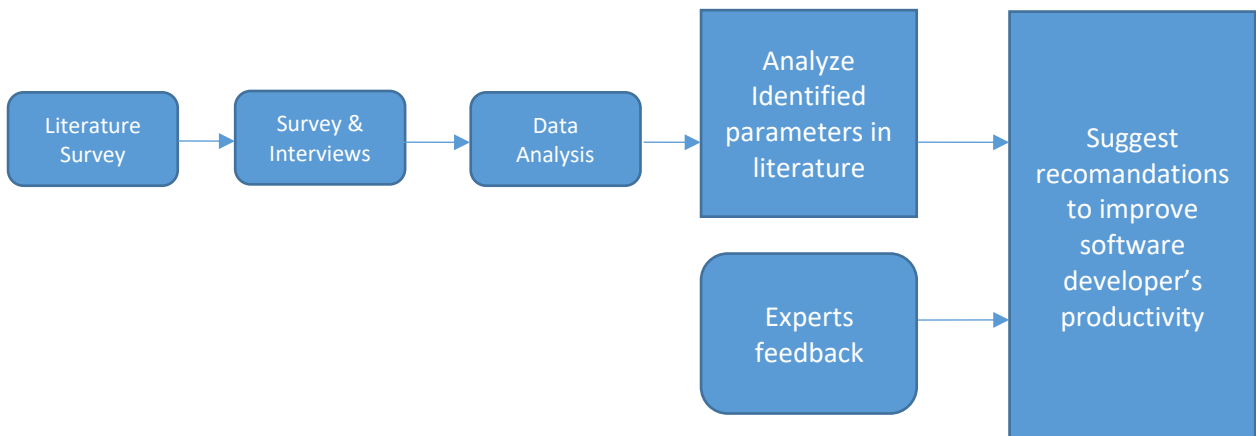 Literature
Survey
Survey &
Interviews
Data
Analysis
Analyze
Identified
parameters in
literature
Experts
feedback
Suggest
recomandations
to improve
software
developer’s
productivity